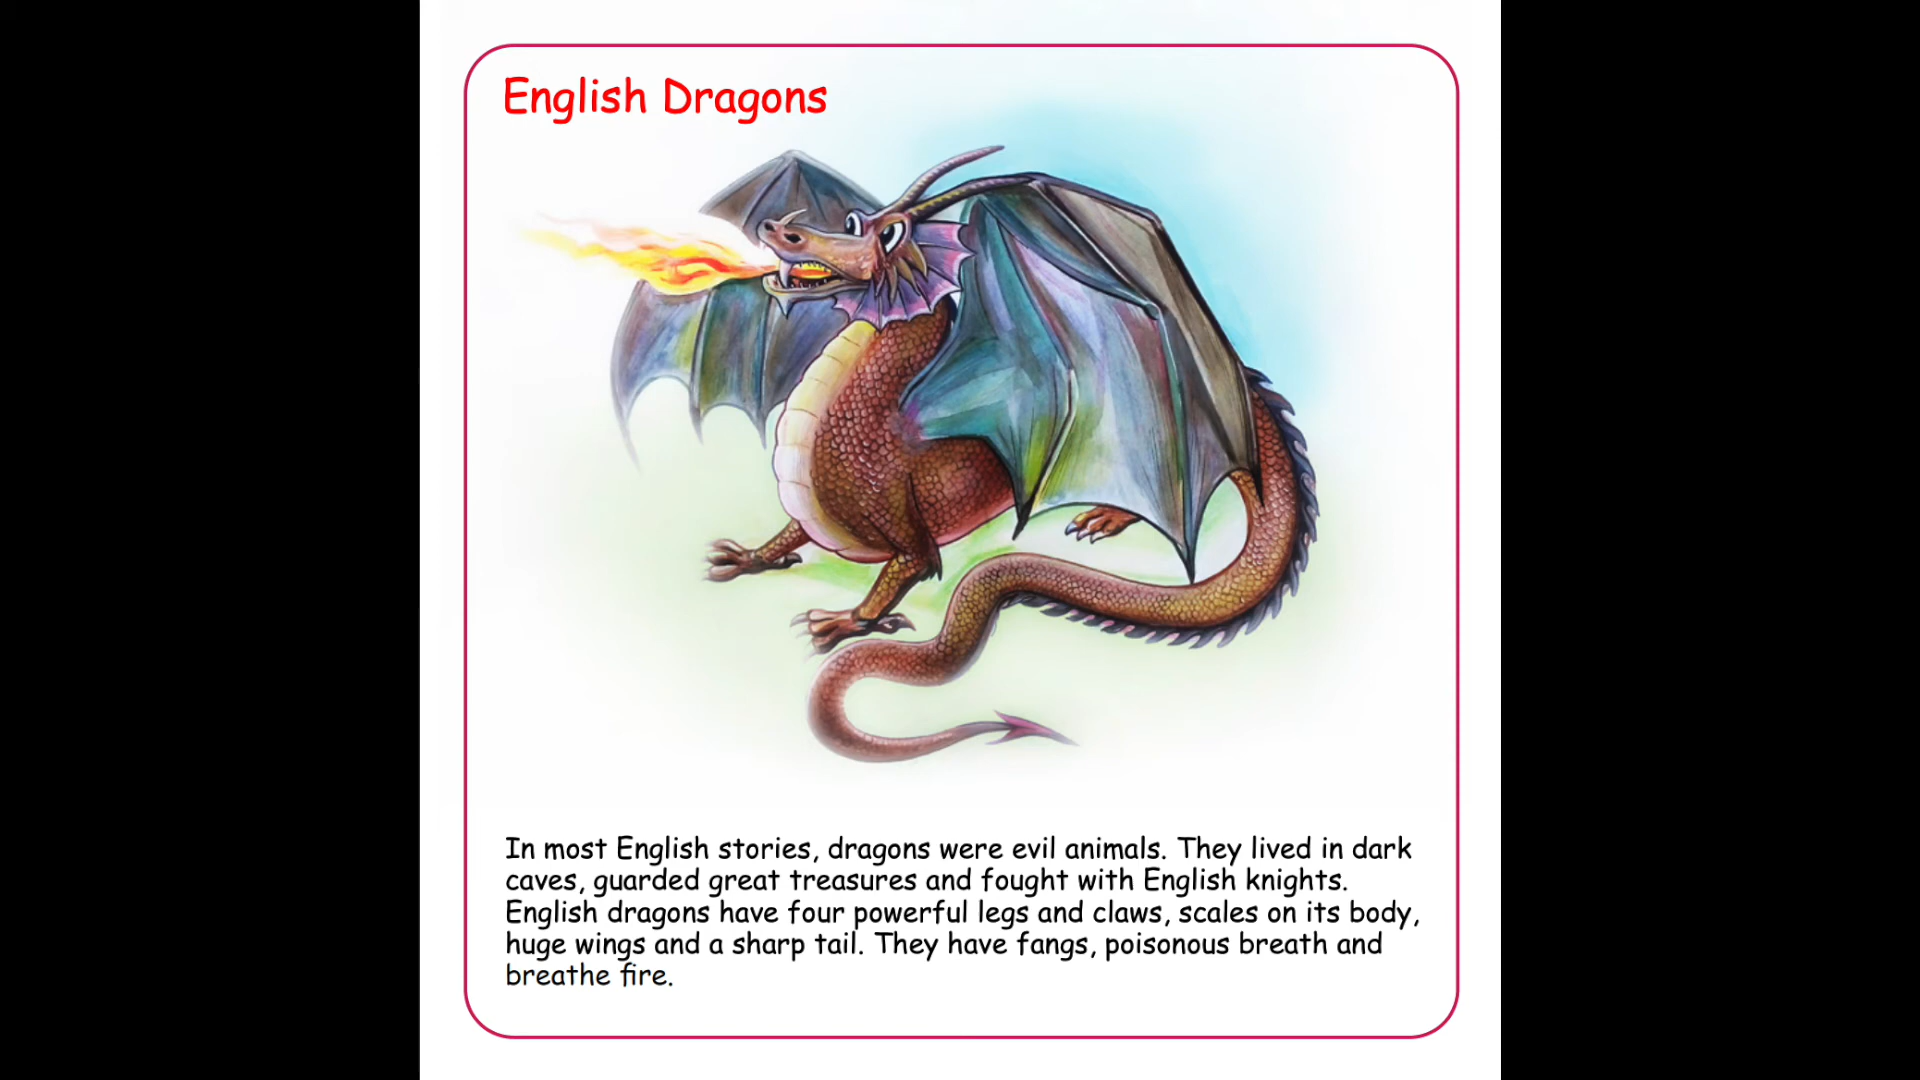 English Dragons
In most English stories, dragons were evil animals. They lived in dark
caves, guarded great treasures and fought with English knights.
English dragons have four powerful legs and claws, scales on its body,
huge wings and a sharp tail. They have fangs, poisonous breath and
breathe fire.